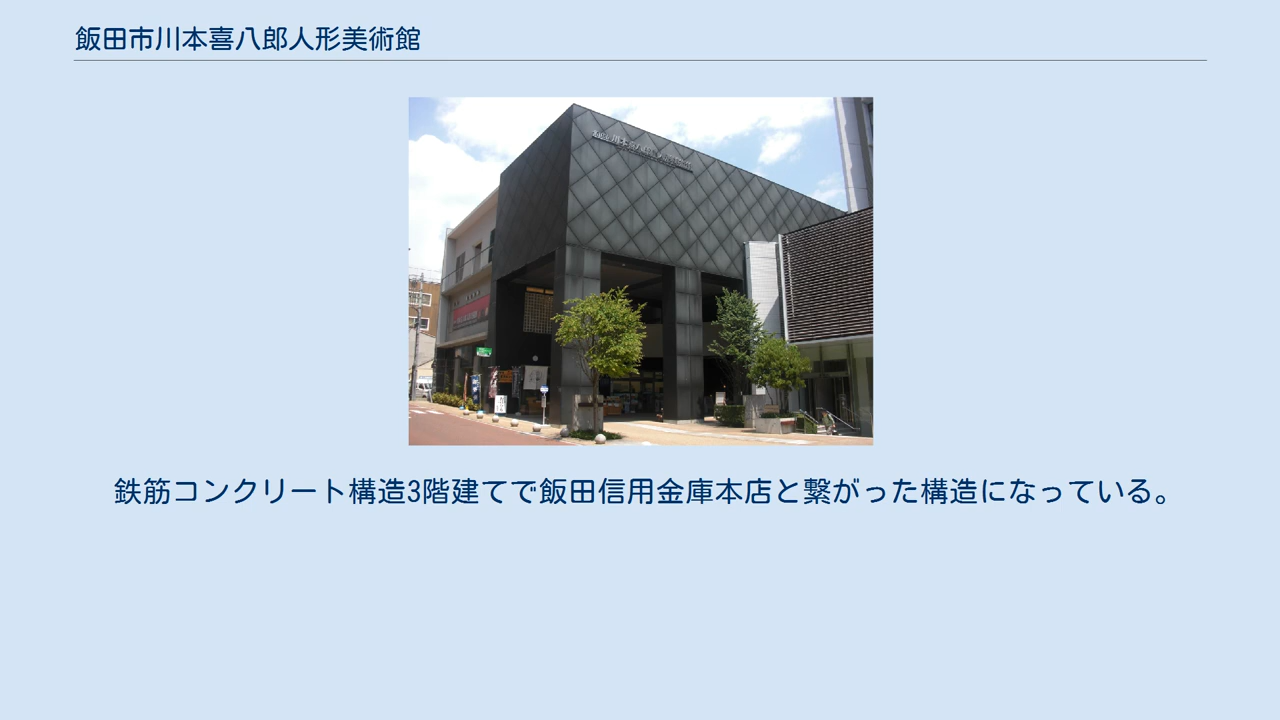 飯田市川本喜八郎人形美術館
鉄筋コンクリート構造3階建てで飯田信用金庫本店と繋がった構造になっている。